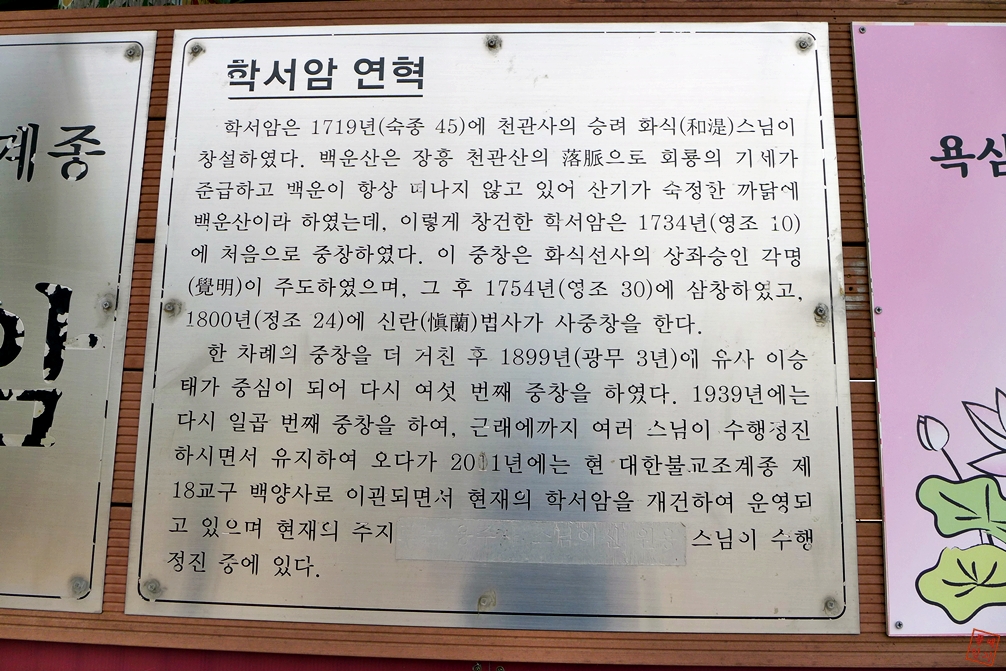 계종
학서암 연혁
학서암은 1719년(숙종 45)에 천관사의 승려 화식(和湜)스님이
창설하였다. 백운산은 장흥 천관산의 落脈으로 회룡의 기세가
준급하고 백운이 항상 떠나지 않고 있어 산기가 숙정한 까닭에
백운산이라 하였는데, 이렇게 창건한 학서암은 1734년(영조 10)
에 처음으로 중창하였다. 이 중창은 화식선사의 상좌승인 각명
(覺明)이 주도하였으며, 그 후 1754년(영조 30)에 삼창하였고,
1800년(정조 24)에 신란(愼蘭)법사가 사중창을 한다.
한 차례의 중창을 더 거친 후 1899년(광무 3년)에 유사 이승
태가 중심이 되어 다시 여섯 번째 중창을 하였다. 1939년에는
다시 일곱 번째 중창을 하여, 근래에까지 여러 스님이 수행정진
하시면서 유지하여 오다가 20 1년에는 현 대한불교조계종 제
18교구 백양사로 이관되면서 현재의 학서암을 개건하여 운영되
고 있으며 현재의 주지 스님이 수행
정진 중에 있다.
욕심